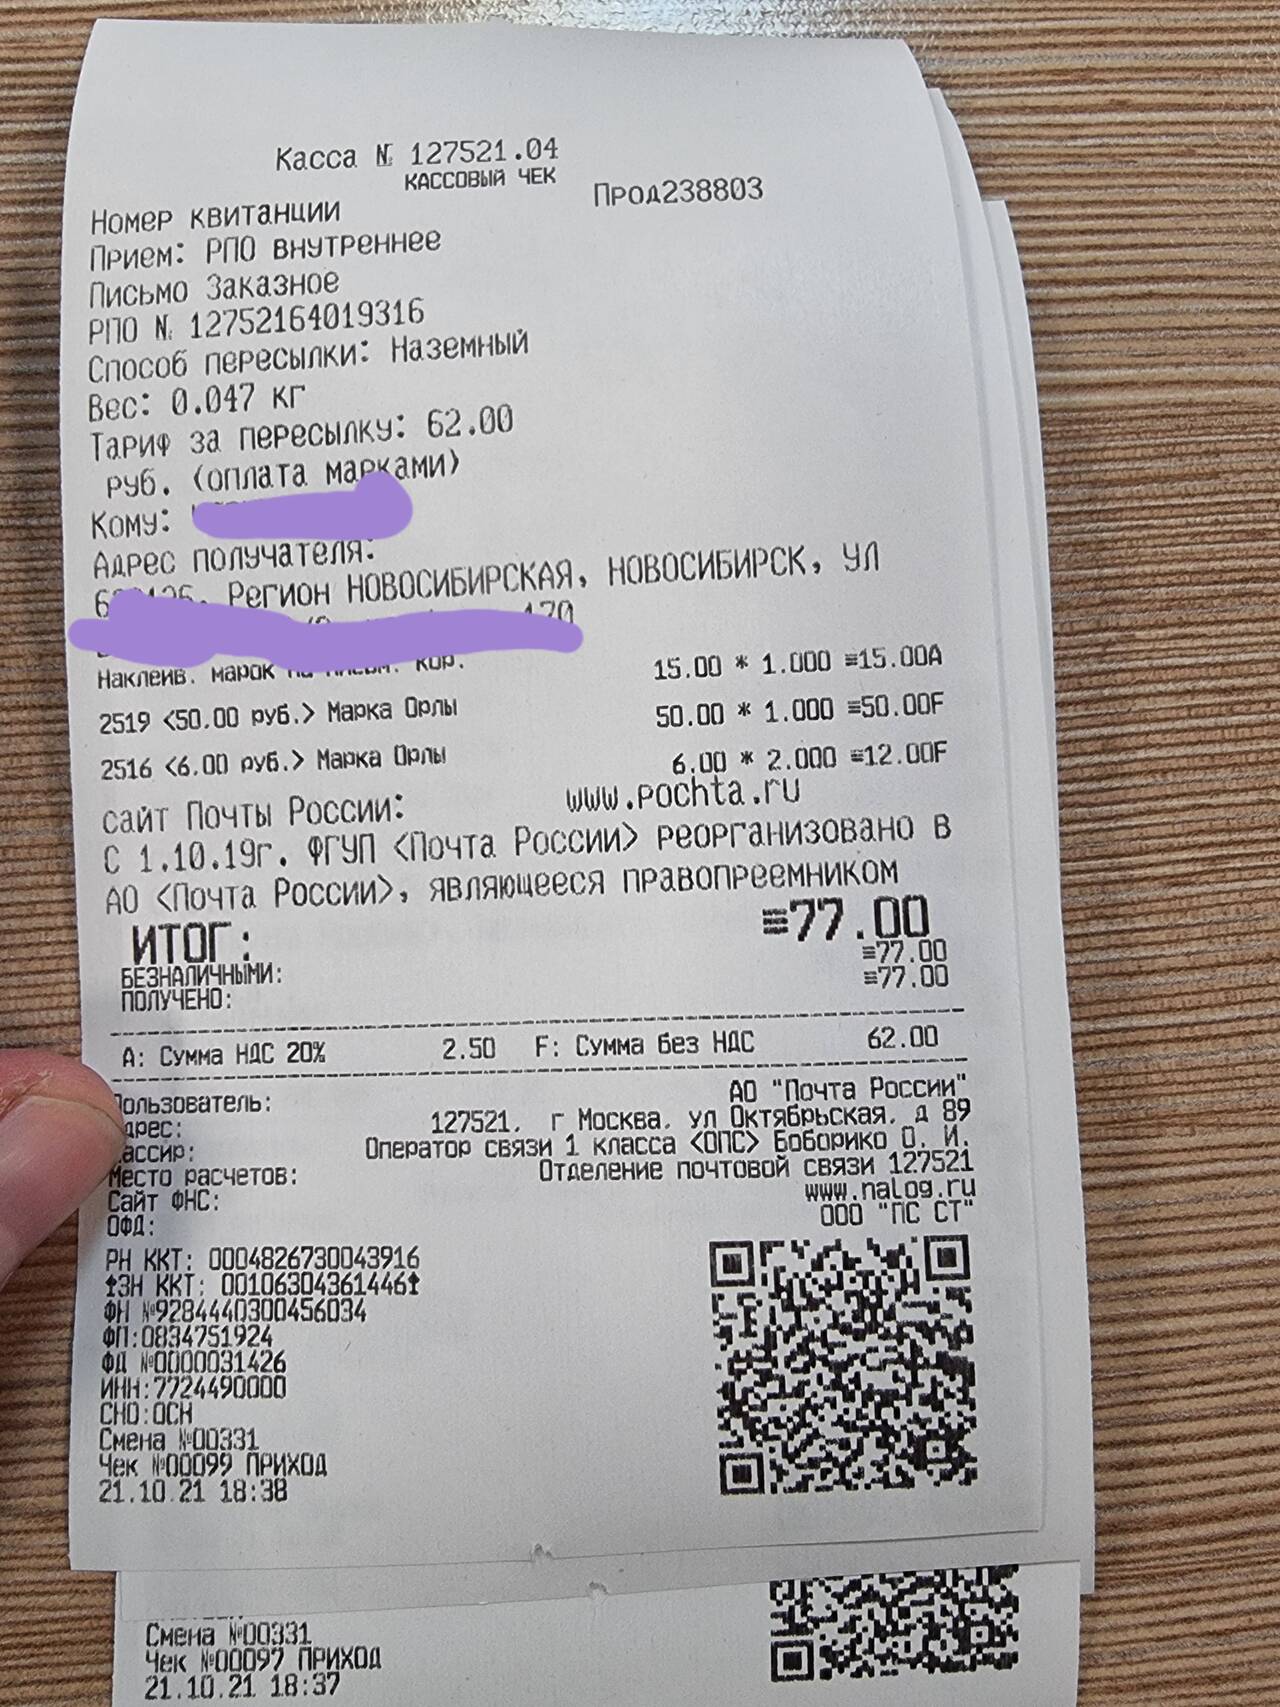 Касса № 127521.04
КАССОВЫЙ ЧЕК
Номер квитанции Прод238803
Прием: РПО внутреннее
Письмо Заказное
РПО № 12752164019316
Способ пересылки: Наземный
Вес: 0.047 кг
Тариф за пересылку: 62.00
руб. (оплата марками)
Кому:
Адрес получателя:
Регион НОВОСИБИРСКАЯ, НОВОСИБИРСК, УЛ
170
Наклеив. марок кор. 15.00 * 1.000 ≡15.00А
2519 <50.00 руб.> Марка Орлы 50.00 * 1.000 ≡50.00F
2516 <6.00 руб.> Марка Орлы 6.00 * 2.000 ≡12.00F
сайт Почты России: www.pochta.ru
С 1.10.19г. ФГУП <Почта России> реорганизовано в
АО <Почта России>, являющееся правопреемником
ИТОГ: ≡77.00
БЕЗНАЛИЧНЫМИ: ≡77.00
ПОЛУЧЕНО: ≡77.00
А: Сумма НДС 20% 2.50 F: Сумма без НДС 62.00
Пользователь: АО "Почта России"
дрес: 127521, г Москва, ул Октябрьская, д 89
ассир: Оператор связи 1 класса <ОПС> Боборико О. И.
Место расчетов: Отделение почтовой связи 127521
Сайт ФНС: www.nalog.ru
ОФД: ООО "ПС СТ"
РН ККТ: 0004826730043916
↑ЗН ККТ: 00106304361446↑
ФН №9284440300456034
ФП:0834751924
ФД №0000031426
ИНН:7724490000
СНО:ОСН
Смена №00331
Чек №00099 ПРИХОД
21.10.21 18:38
Смена №00331
Чек №00097 ПРИХОД
21.10.21 18:37